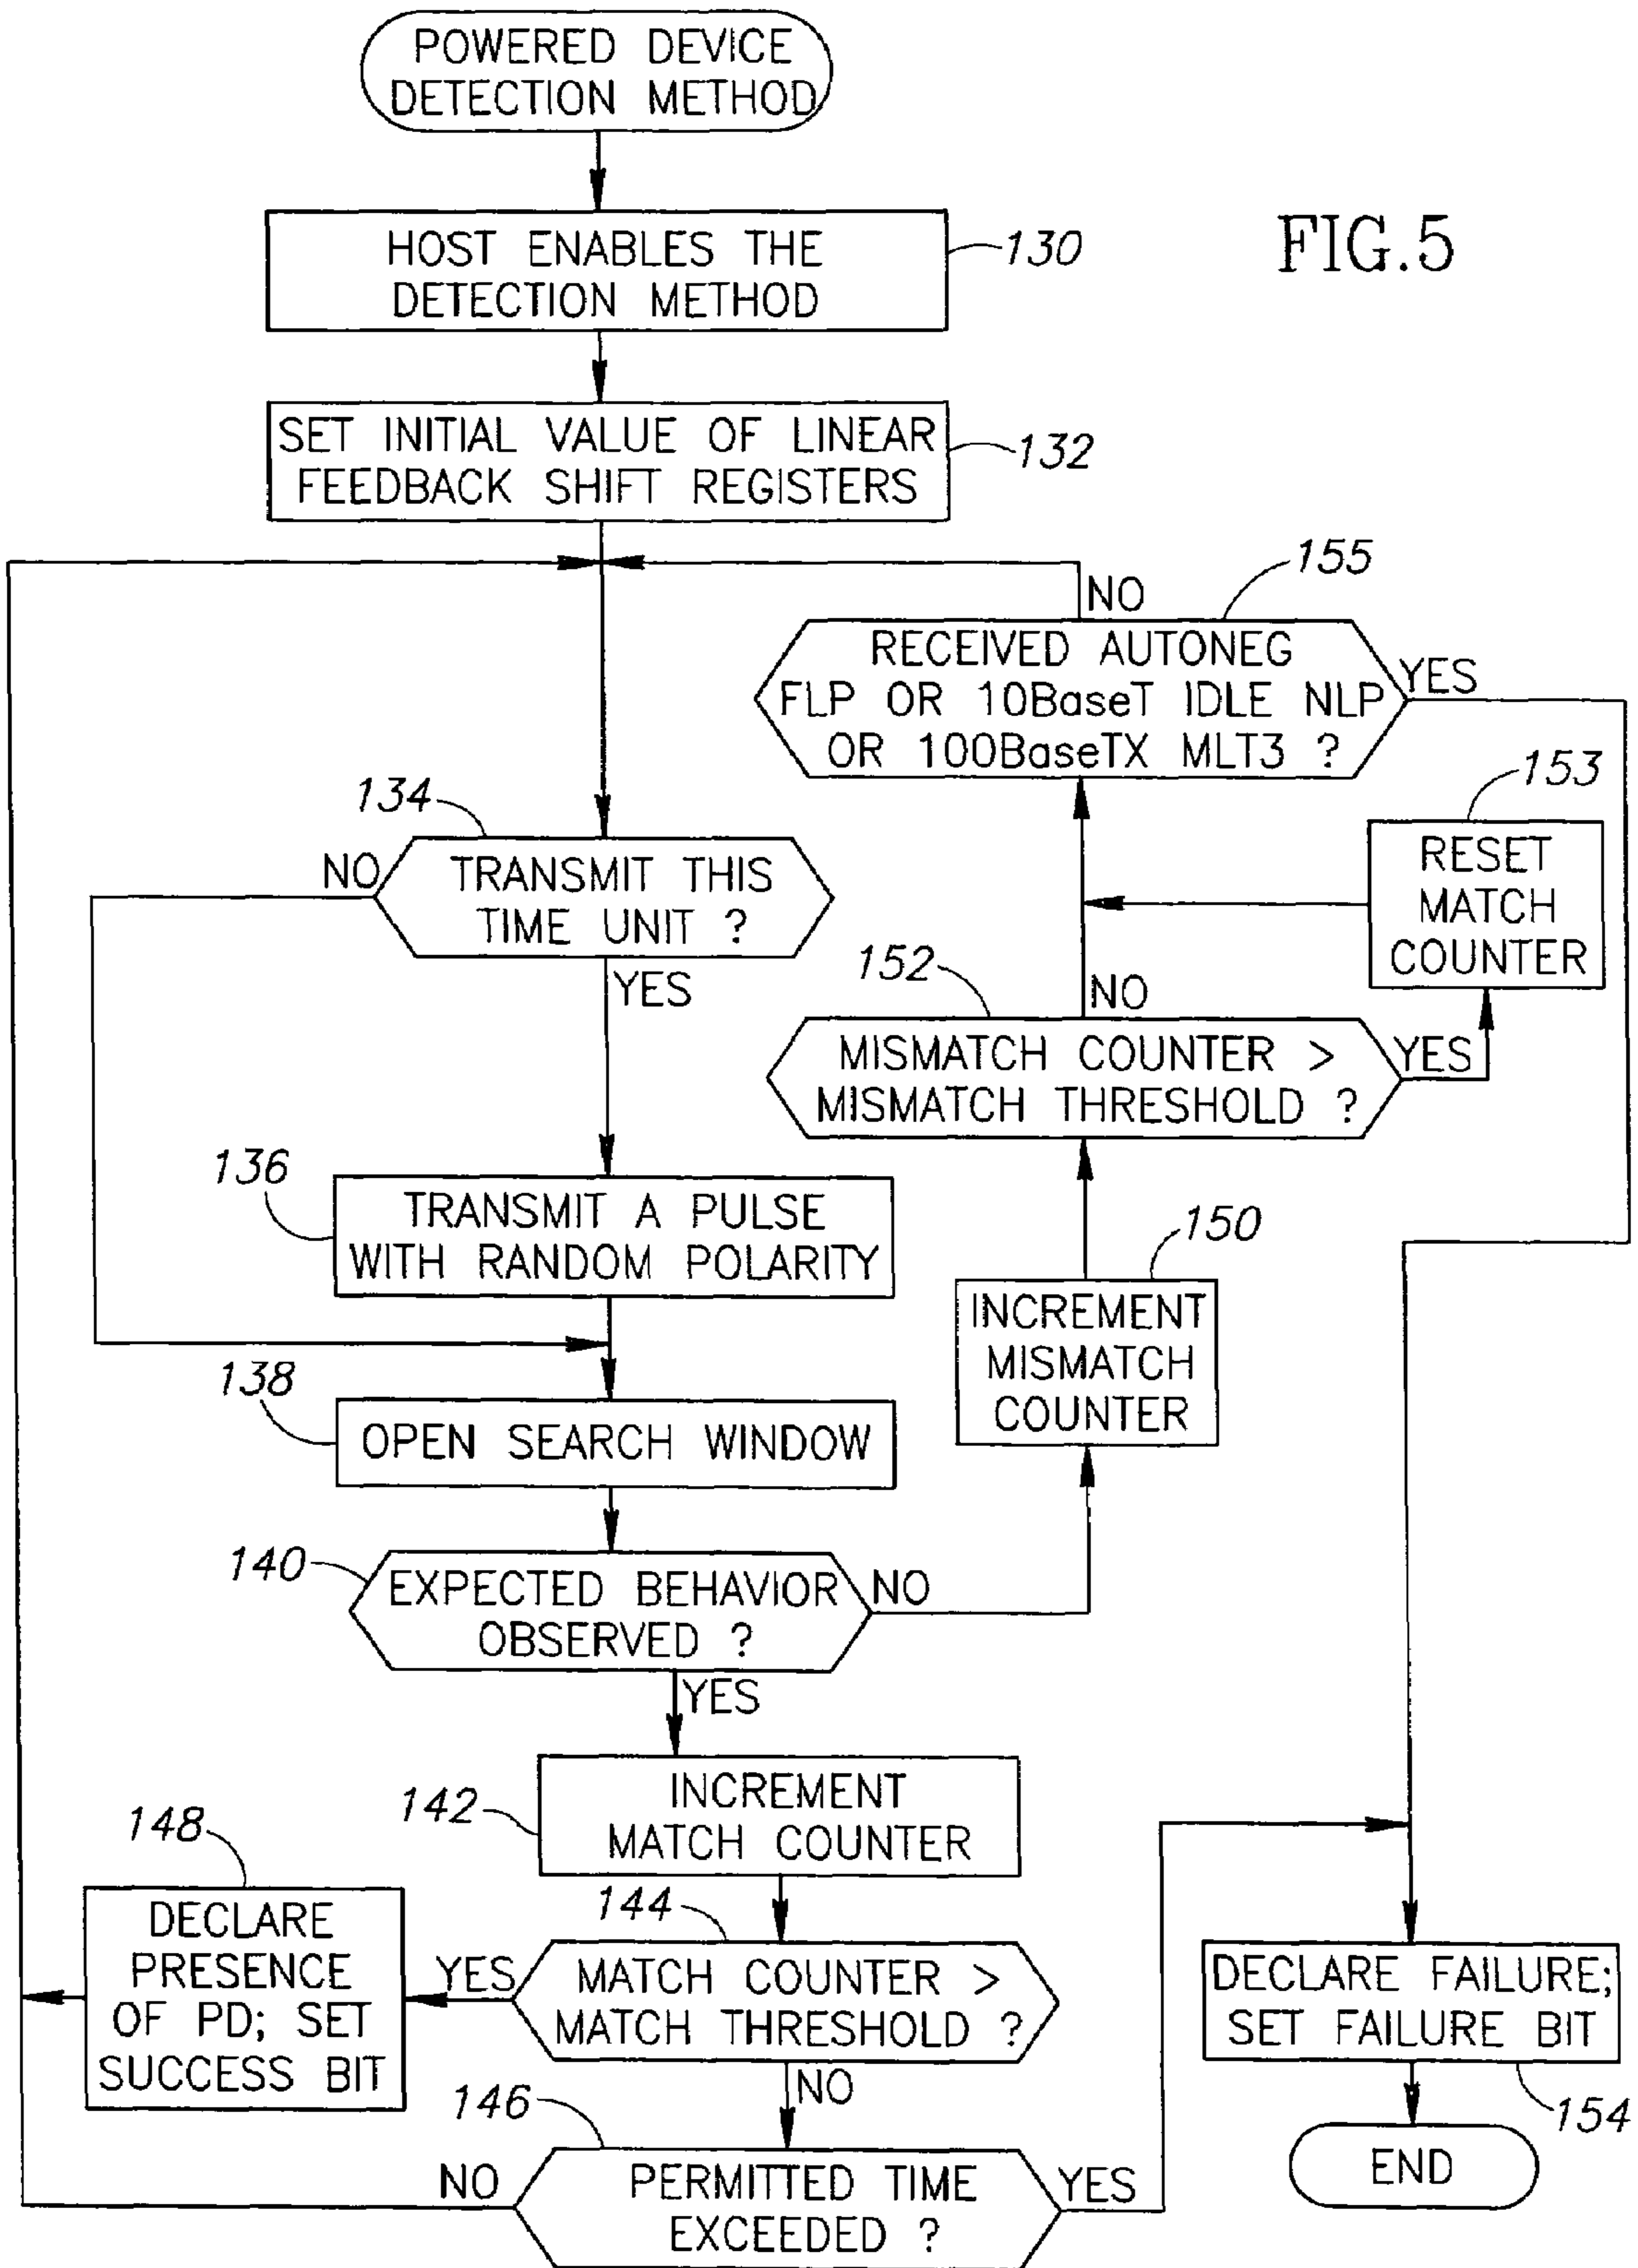 POWERED DEVICE
DETECTION METHOD
HOST ENABLES THE
DETECTION METHOD
130
FIG.5
SET INITIAL VALUE OF LINEAR
FEEDBACK SHIFT REGISTERS
132
155
NO
RECEIVED AUTONEG
FLP OR 10BaseT IDLE NLP
OR 100BaseTX MLT3 ?
YES
153
RESET
MATCH
COUNTER
134
NO
TRANSMIT THIS
TIME UNIT ?
YES
152
NO
MISMATCH COUNTER >
MISMATCH THRESHOLD ?
YES
136
TRANSMIT A PULSE
WITH RANDOM POLARITY
150
INCREMENT
MISMATCH
COUNTER
138
OPEN SEARCH WINDOW
140
EXPECTED BEHAVIOR
OBSERVED ?
NO
YES
142
INCREMENT
MATCH COUNTER
148
DECLARE
PRESENCE
OF PD; SET
SUCCESS BIT
144
YES
MATCH COUNTER >
MATCH THRESHOLD ?
NO
DECLARE FAILURE;
SET FAILURE BIT
154
146
NO
PERMITTED TIME
EXCEEDED ?
YES
END